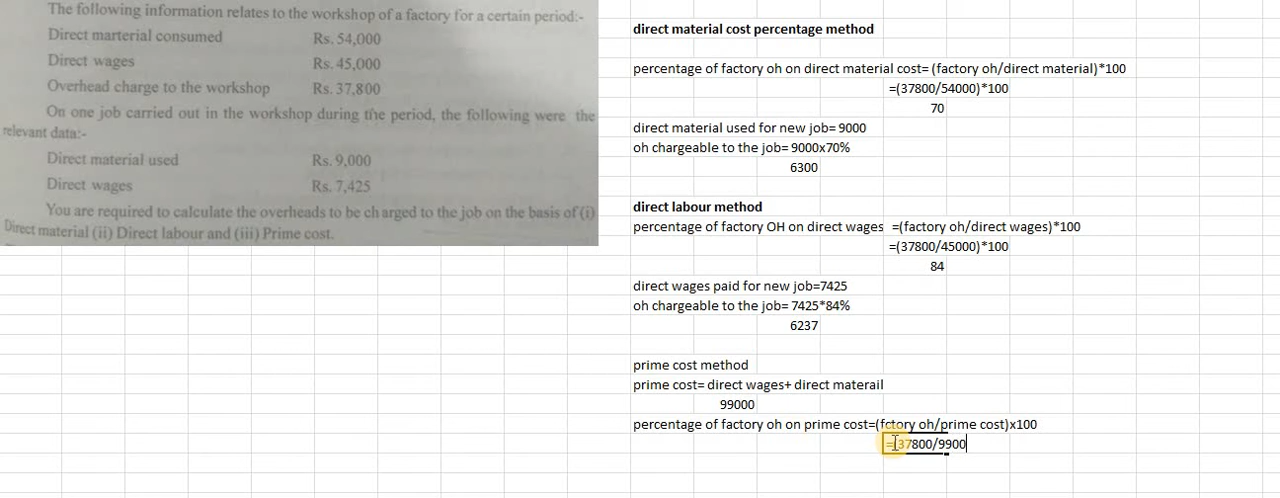 The following information relates to the workshop of a factory for a certain period:-
Direct marterial consumed Rs. 54,000
Direct wages Rs. 45,000
Overhead charge to the workshop Rs. 37,800
On one job carried out in the workshop during the period, the following were the
relevant data:-
Direct material used Rs. 9,000
Direct wages Rs. 7,425
You are required to calculate the overheads to be charged to the job on the basis of (i)
Direct material (ii) Direct labour and (iii) Prime cost.
direct material cost percentage method
percentage of factory oh on direct material cost= (factory oh/direct material)*100
=(37800/54000)*100
70
direct material used for new job= 9000
oh chargeable to the job= 9000x70%
6300
direct labour method
percentage of factory OH on direct wages =(factory oh/direct wages)*100
=(37800/45000)*100
84
direct wages paid for new job=7425
oh chargeable to the job= 7425*84%
6237
prime cost method
prime cost= direct wages+ direct materail
99000
percentage of factory oh on prime cost=(fctory oh/prime cost)x100
=(37800/9900